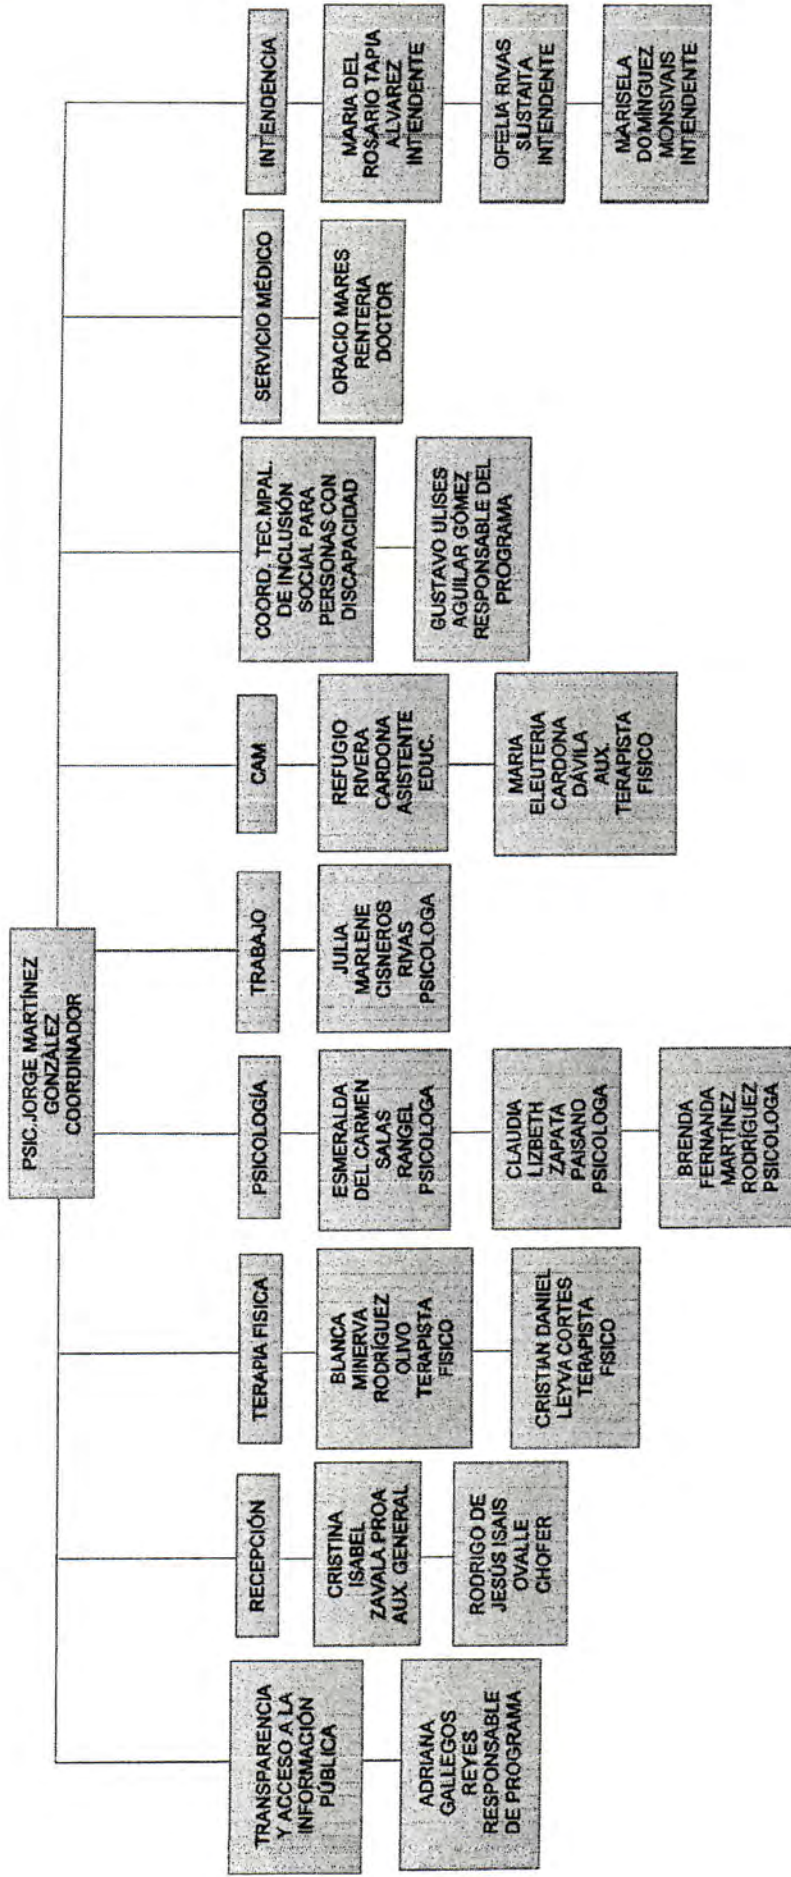 PSIC.JORGE MARTÍNEZ
GONZÁLEZ
COORDINADOR
TRANSPARENCIA
Y ACCESO A LA
INFORMACIÓN
PÚBLICA
ADRIANA
GALLEGOS
REYES
RESPONSABLE
DE PROGRAMA
RECEPCIÓN
CRISTINA
ISABEL
ZAVALA PROA
AUX. GENERAL
RODRIGO DE
JESÚS ISAIS
OVALLE
CHOFER
TERAPIA FISICA
BLANCA
MINERVA
RODRÍGUEZ
OLIVO
TERAPISTA
FISICO
CRISTIAN DANIEL
LEYVA CORTES
TERAPISTA
FISICO
PSICOLOGÍA
ESMERALDA
DEL CARMEN
SALAS
RANGEL
PSICOLOGA
CLAUDIA
LIZBETH
ZAPATA
PAISANO
PSICOLOGA
BRENDA
FERNANDA
MARTÍNEZ
RODRÍGUEZ
PSICOLOGA
TRABAJO
JULIA
MARLENE
CISNEROS
RIVAS
PSICOLOGA
CAM
REFUGIO
RIVERA
CARDONA
ASISTENTE
EDUC.
MARIA
ELEUTERIA
CARDONA
DÁVILA
AUX.
TERAPISTA
FISICO
COORD. TEC.MPAL.
DE INCLUSIÓN
SOCIAL PARA
PERSONAS CON
DISCAPACIDAD
GUSTAVO ULISES
AGUILAR GÓMEZ
RESPONSABLE DEL
PROGRAMA
SERVICIO MÉDICO
ORACIO MARES
RENTERIA
DOCTOR
INTENDENCIA
MARIA DEL
ROSARIO TAPIA
ALVAREZ
INTENDENTE
OFELIA RIVAS
SUSTAITA
INTENDENTE
MARISELA
DOMÍNGUEZ
MONSIVAIS
INTENDENTE